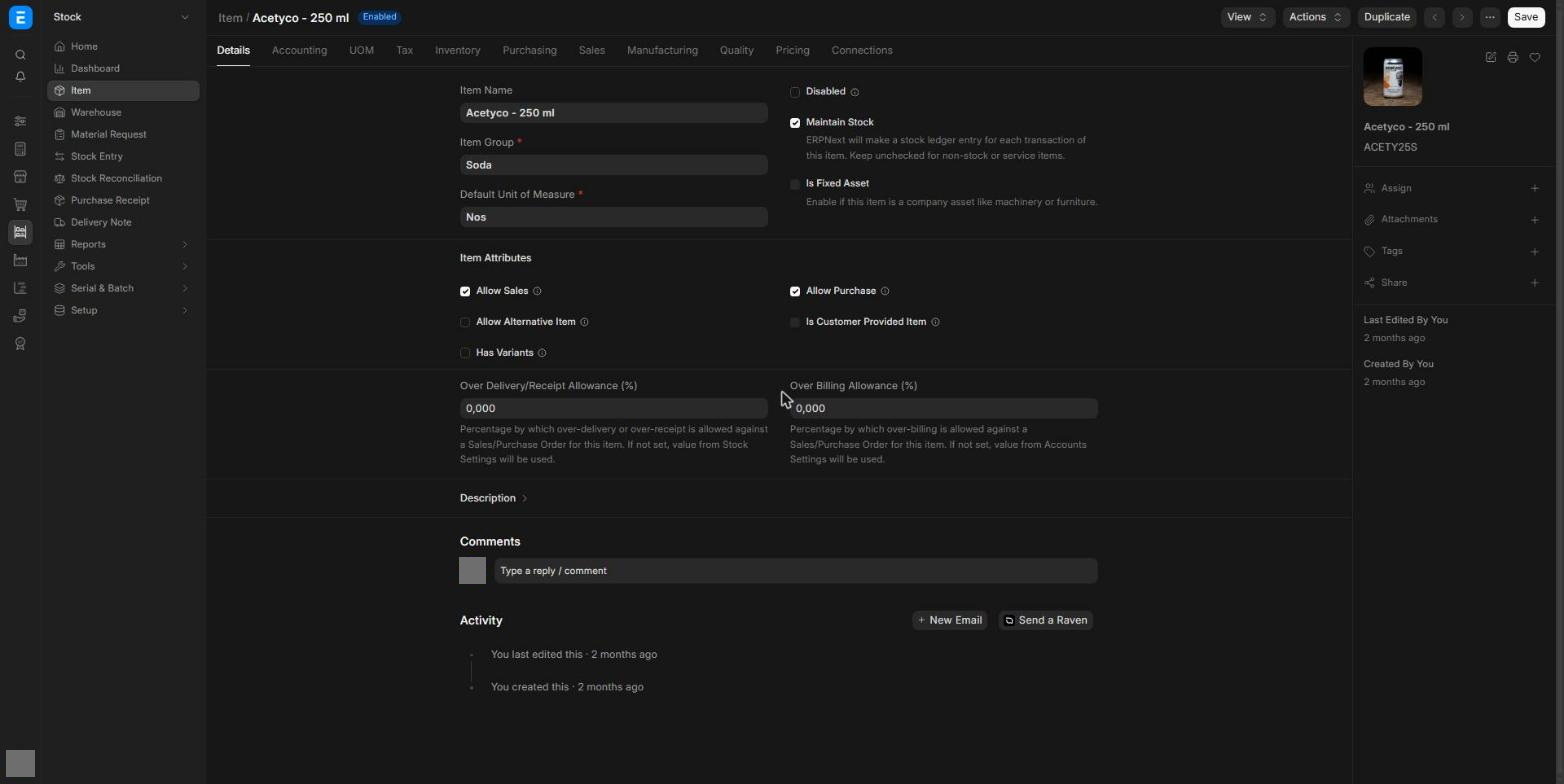 Stock
Home
Dashboard
Item
Warehouse
Material Request
Stock Entry
Stock Reconciliation
Purchase Receipt
Delivery Note
Reports
Tools
Serial & Batch
Setup
Item / Acetyco - 250 ml Enabled
View Actions Duplicate ··· Save
Details Accounting UOM Tax Inventory Purchasing Sales Manufacturing Quality Pricing Connections
Item Name
Acetyco - 250 ml
Item Group *
Soda
Default Unit of Measure *
Nos
Disabled
Maintain Stock
ERPNext will make a stock ledger entry for each transaction of
this item. Keep unchecked for non-stock or service items.
Is Fixed Asset
Enable if this item is a company asset like machinery or furniture.
Item Attributes
Allow Sales
Allow Alternative Item
Has Variants
Allow Purchase
Is Customer Provided Item
Over Delivery/Receipt Allowance (%)
0,000
Percentage by which over-delivery or over-receipt is allowed against
a Sales/Purchase Order for this item. If not set, value from Stock
Settings will be used.
Over Billing Allowance (%)
0,000
Percentage by which over-billing is allowed against a
Sales/Purchase Order for this item. If not set, value from Accounts
Settings will be used.
Description
Comments
Type a reply / comment
Activity
+ New Email Send a Raven
You last edited this · 2 months ago
You created this · 2 months ago
Acetyco - 250 ml
ACETY25S
Assign +
Attachments +
Tags +
Share +
Last Edited By You
2 months ago
Created By You
2 months ago